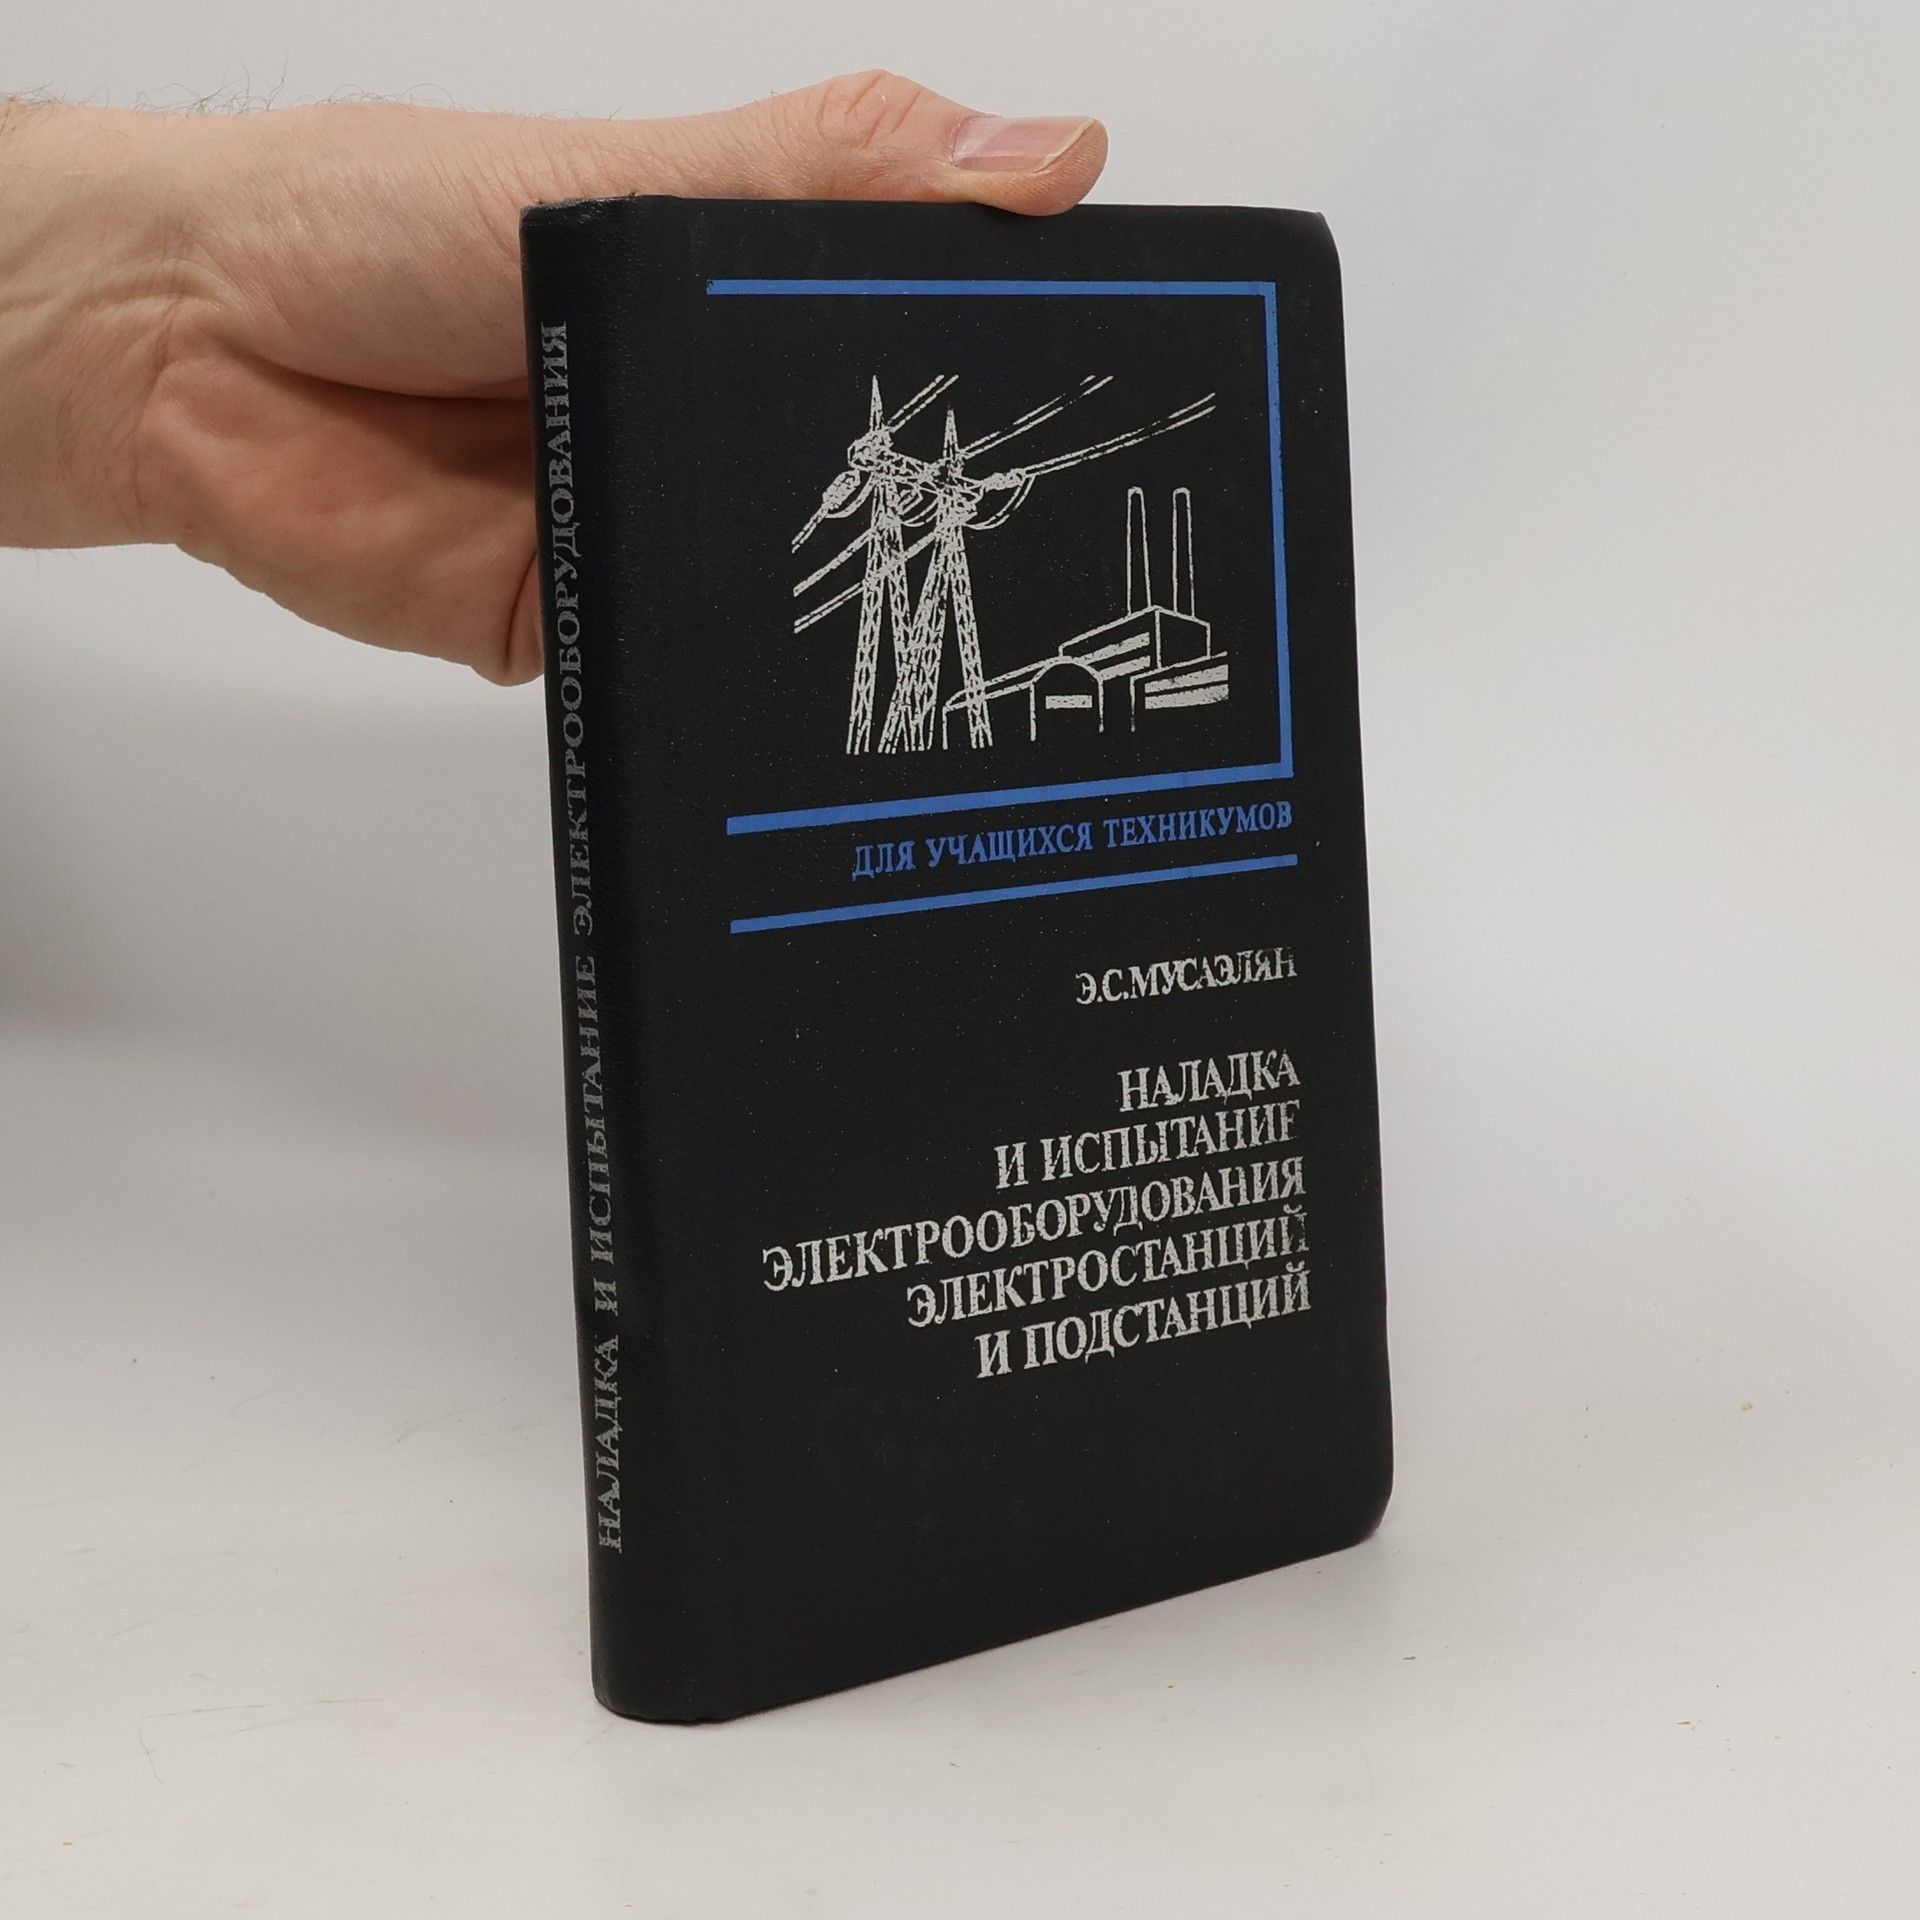 НАЛАДКА И ИСПЫТАНИЕ ЭЛЕКТРООБОРУДОВАНИЯ
ДЛЯ УЧАЩИХСЯ ТЕХНИКУМОВ
Э.С.МУСАЭЛЯН
НАЛАДКА
И ИСПЫТАНИЕ
ЭЛЕКТРООБОРУДОВАНИЯ
ЭЛЕКТРОСТАНЦИЙ
И ПОДСТАНЦИЙ